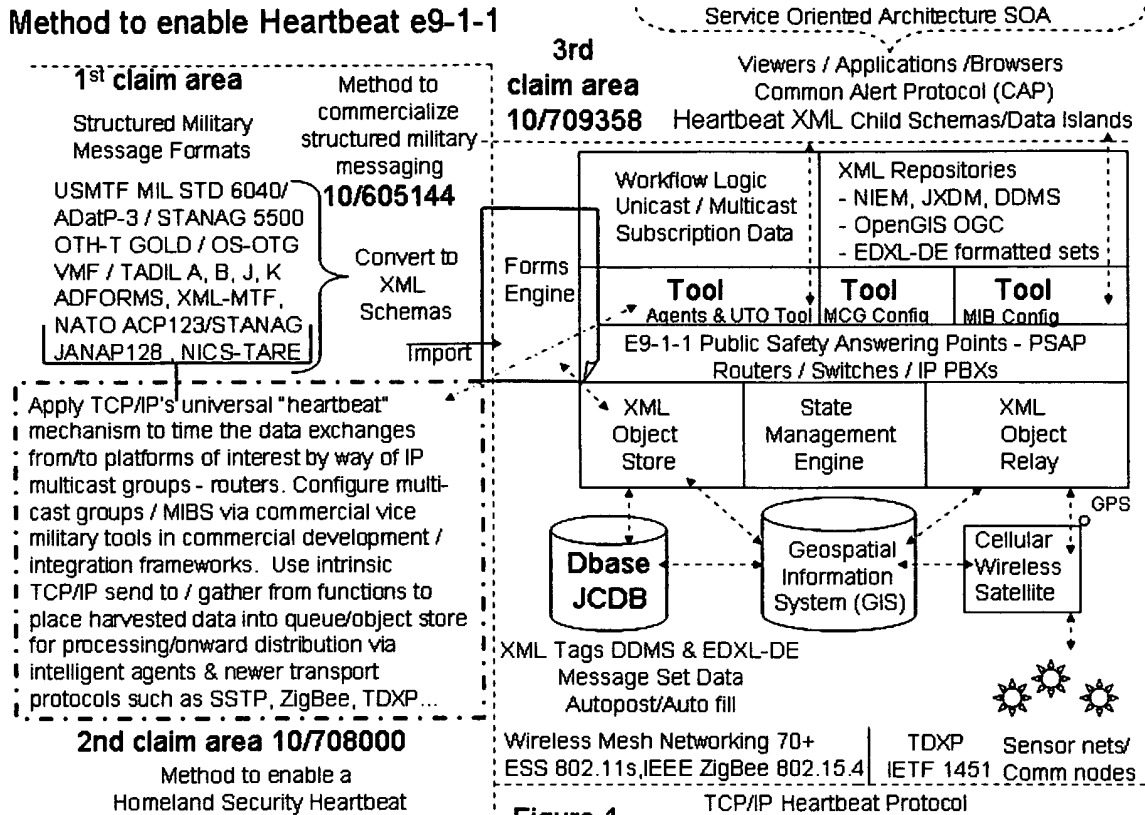 Method to enable Heartbeat e9-1-1
Service Oriented Architecture SOA
1st claim area
Structured Military
Message Formats
Method to
commercialize
structured military
messaging
10/605144
3rd
claim area
10/709358
Viewers / Applications /Browsers
Common Alert Protocol (CAP)
Heartbeat XML Child Schemas/Data Islands
USMTF MIL STD 6040/
ADatP-3 / STANAG 5500
OTH-T GOLD / OS-OTG
VMF / TADIL A, B, J, K
ADFORMS, XML-MTF,
NATO ACP123/STANAG
JANAP128 NICS-TARE
Convert to
XML
Schemas
Import
Forms
Engine
Workflow Logic
Unicast / Multicast
Subscription Data
XML Repositories
- NIEM, JXDM, DDMS
- OpenGIS OGC
- EDXL-DE formatted sets
Tool
Agents & UTO Tool
Tool
MCG Config
Tool
MIB Config
E9-1-1 Public Safety Answering Points - PSAP
Routers / Switches / IP PBXs
XML
Object
Store
State
Management
Engine
XML
Object
Relay
Apply TCP/IP's universal "heartbeat"
mechanism to time the data exchanges
from/to platforms of interest by way of IP
multicast groups - routers. Configure multi-
cast groups / MIBS via commercial vice
military tools in commercial development /
integration frameworks. Use intrinsic
TCP/IP send to / gather from functions to
place harvested data into queue/object store
for processing/onward distribution via
intelligent agents & newer transport
protocols such as SSTP, ZigBee, TDXP...
Dbase
JCDB
Geospatial
Information
System (GIS)
GPS
Cellular
Wireless
Satellite
XML Tags DDMS & EDXL-DE
Message Set Data
Autopost/Auto fill
2nd claim area 10/708000
Method to enable a
Homeland Security Heartbeat
Wireless Mesh Networking 70+
ESS 802.11s,IEEE ZigBee 802.15.4
TDXP
IETF 1451
Sensor nets/
Comm nodes
Figure 1
TCP/IP Heartbeat Protocol